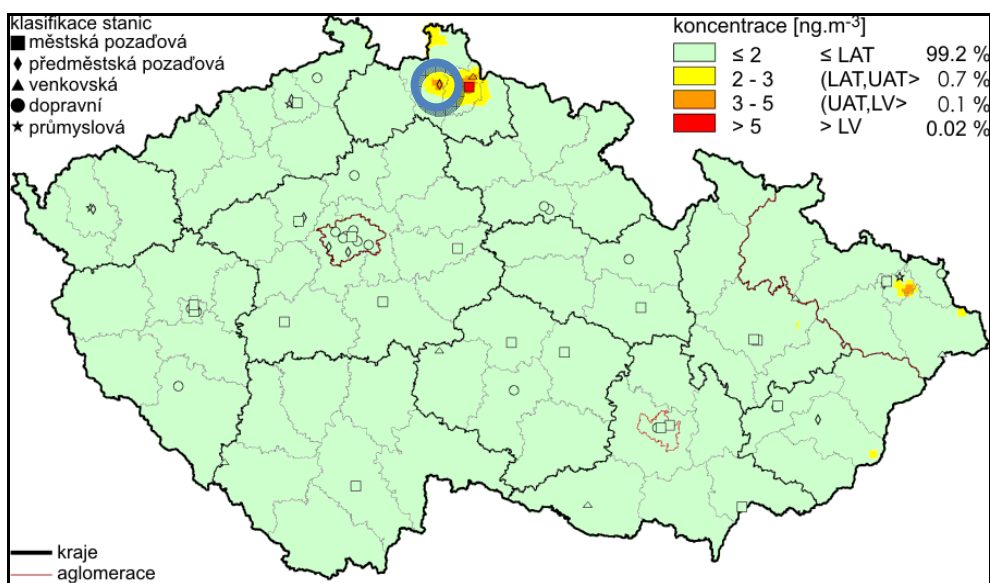 klasifikace stanic
městská pozaďová
předměstská pozaďová
venkovská
dopravní
průmyslová
koncentrace [ng.m-3]
≤ 2 ≤ LAT 99.2 %
2 - 3 (LAT,UAT> 0.7 %
3 - 5 (UAT,LV> 0.1 %
> 5 > LV 0.02 %
kraje
aglomerace